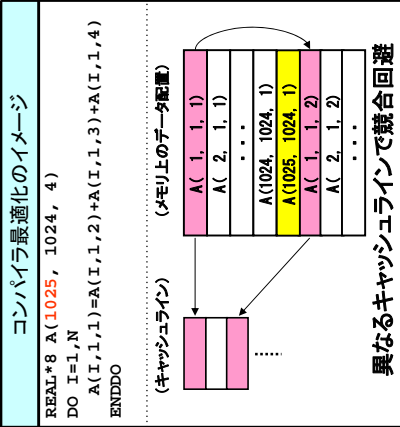 コンパイラ最適化のイメージ
REAL*8 A(1025, 1024, 4)
DO I=1,N
A(I,1,1)=A(I,1,2)+A(I,1,3)+A(I,1,4)
ENDDO
(キャッシュライン)
(メモリ上のデータ配置)
A( 1, 1, 1)
A( 2, 1, 1)
...
A(1024, 1024, 1)
A(1025, 1024, 1)
A( 1, 1, 2)
A( 2, 1, 2)
...
異なるキャッシュラインで競合回避